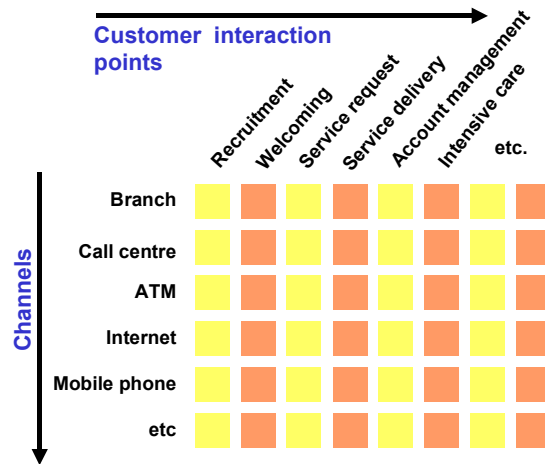 Customer interaction
points
Recruitment
Welcoming
Service request
Service delivery
Account management
Intensive care
etc.
Channels
Branch
Call centre
ATM
Internet
Mobile phone
etc